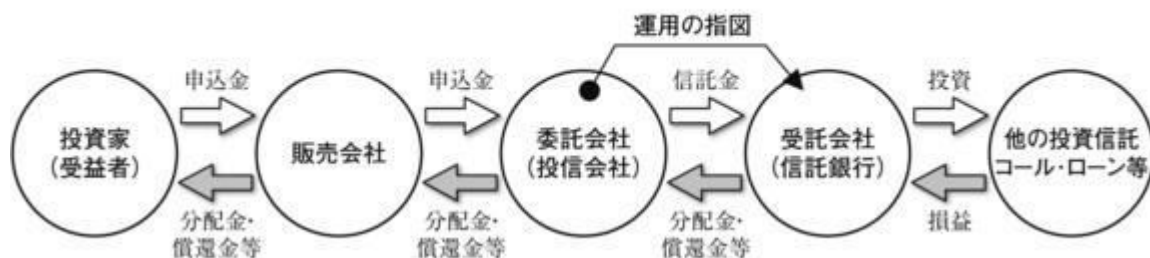 運用の指図
申込金
申込金
信託金
投資
投資家
(受益者)
販売会社
委託会社
(投信会社)
受託会社
(信託銀行)
他の投資信託
コール・ローン等
分配金・
償還金等
分配金・
償還金等
分配金・
償還金等
損益